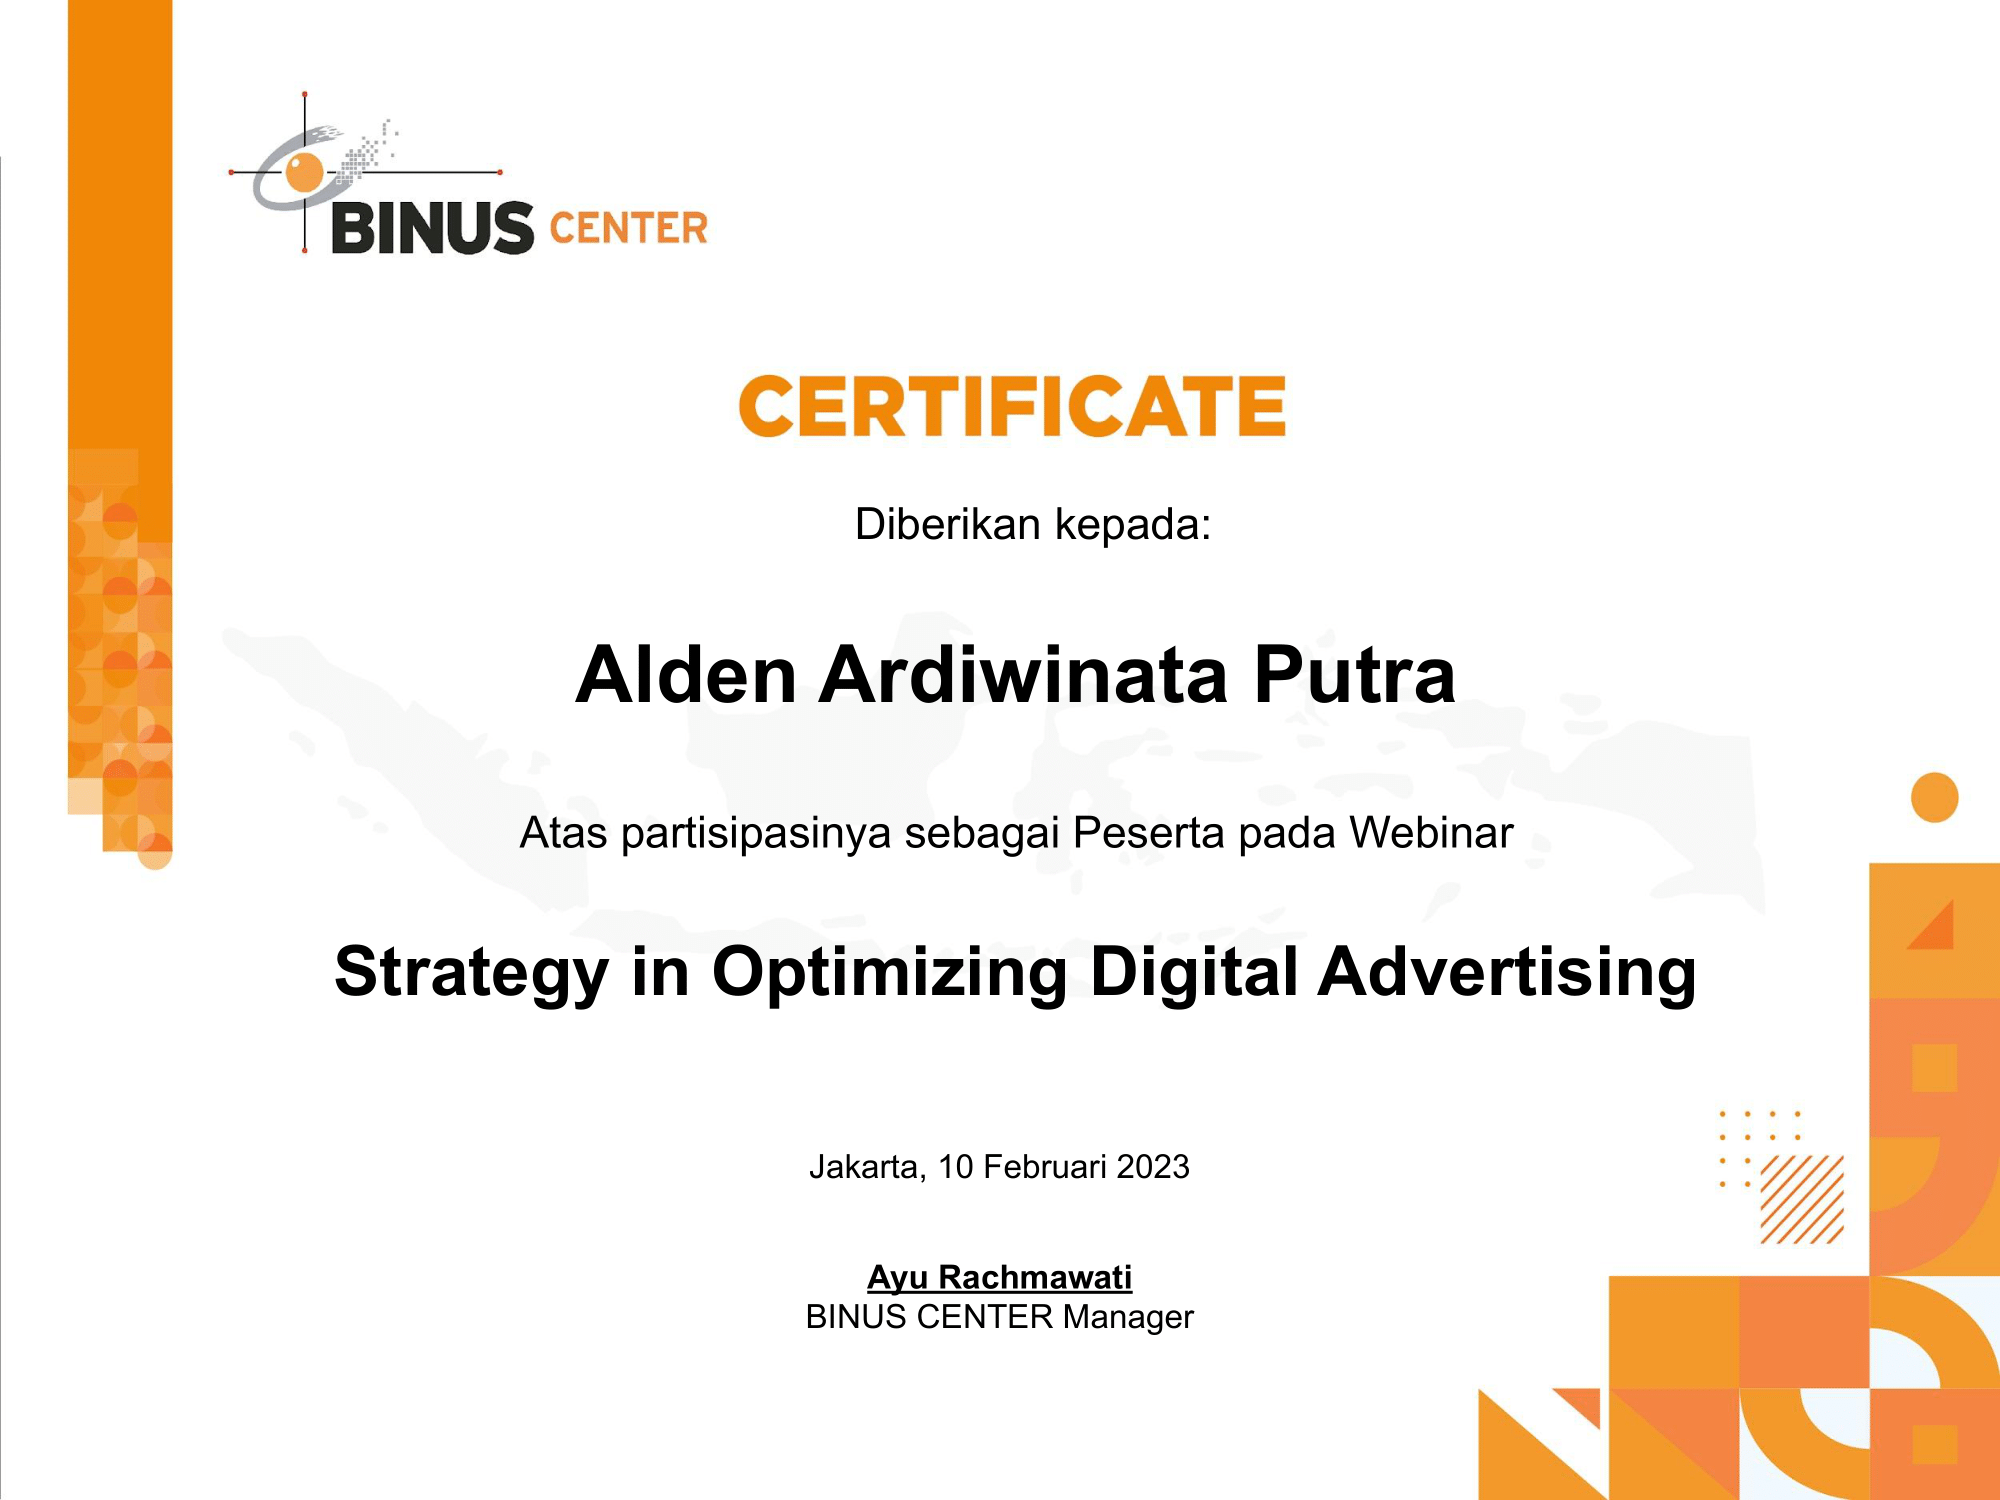 BINUS CENTER
CERTIFICATE
Diberikan kepada:
Alden Ardiwinata Putra
Atas partisipasinya sebagai Peserta pada Webinar
Strategy in Optimizing Digital Advertising
Jakarta, 10 Februari 2023
Ayu Rachmawati
BINUS CENTER Manager